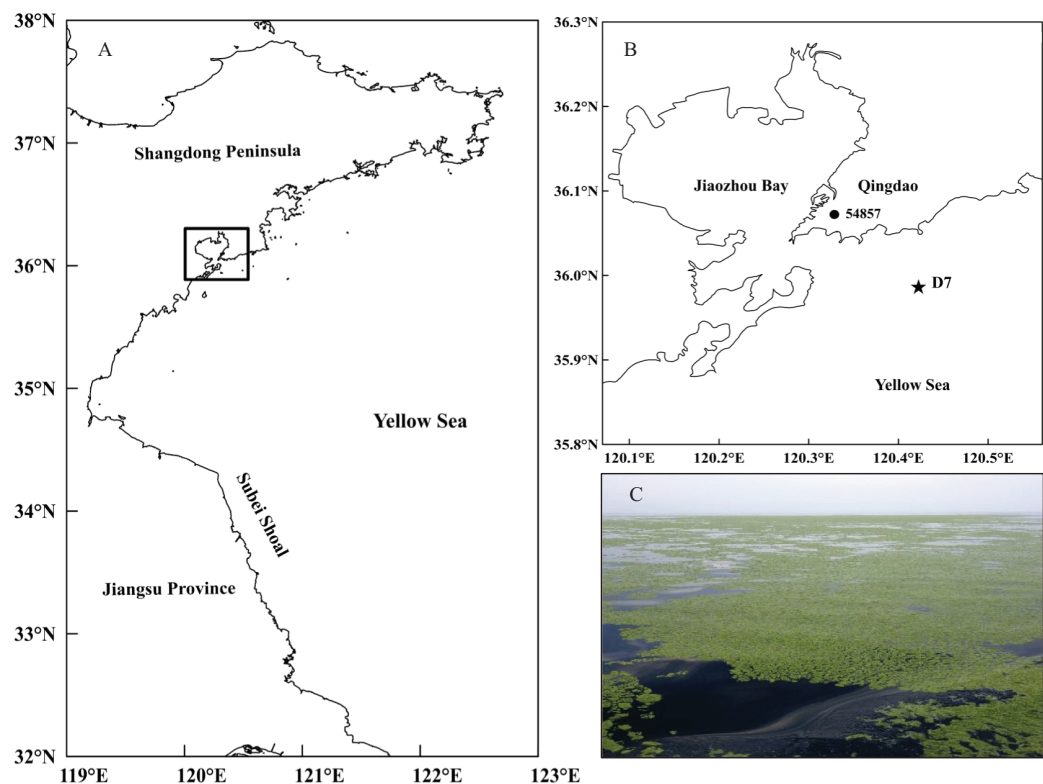 A
38°N
37°N
36°N
35°N
34°N
33°N
32°N
119°E
120°E
121°E
122°E
123°E
Shangdong Peninsula
Yellow Sea
Subei Shoal
Jiangsu Province
B
36.3°N
36.2°N
36.1°N
36.0°N
35.9°N
35.8°N
120.1°E
120.2°E
120.3°E
120.4°E
120.5°E
Jiaozhou Bay
Qingdao
54857
D7
Yellow Sea
C